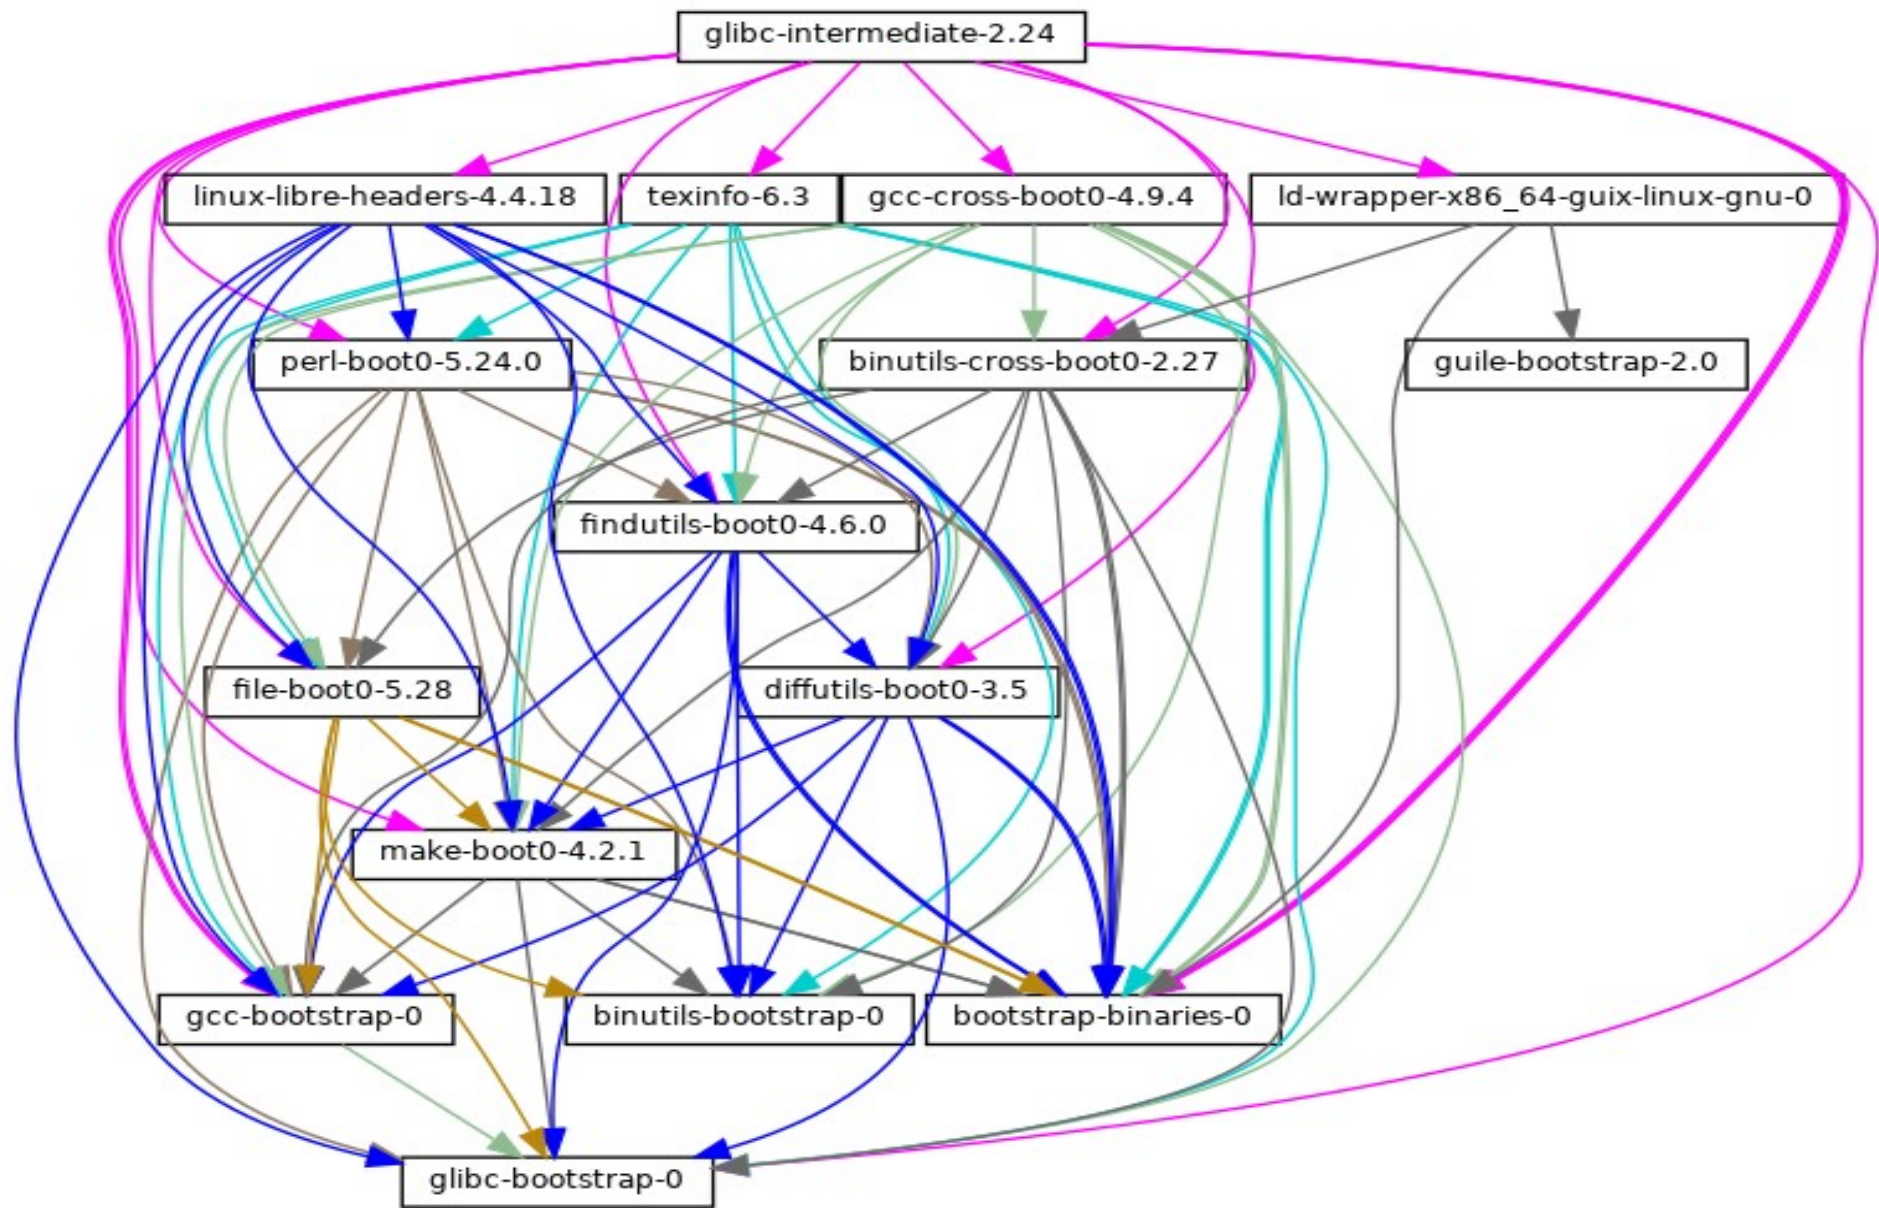 glibc-intermediate-2.24
linux-libre-headers-4.4.18
texinfo-6.3
gcc-cross-boot0-4.9.4
ld-wrapper-x86_64-guix-linux-gnu-0
perl-boot0-5.24.0
binutils-cross-boot0-2.27
guile-bootstrap-2.0
findutils-boot0-4.6.0
file-boot0-5.28
diffutils-boot0-3.5
make-boot0-4.2.1
gcc-bootstrap-0
binutils-bootstrap-0
bootstrap-binaries-0
glibc-bootstrap-0